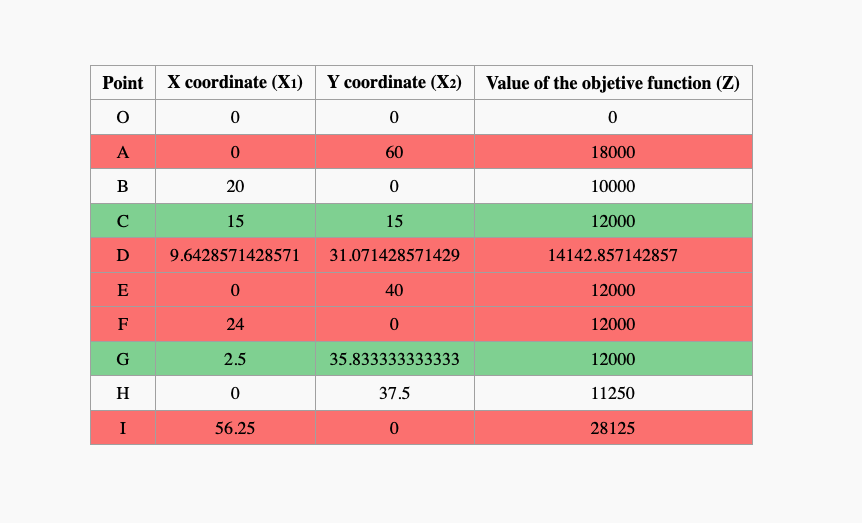 Point X coordinate (X1) Y coordinate (X2) Value of the objetive function (Z)
O 0 0 0
A 0 60 18000
B 20 0 10000
C 15 15 12000
D 9.6428571428571 31.071428571429 14142.857142857
E 0 40 12000
F 24 0 12000
G 2.5 35.833333333333 12000
H 0 37.5 11250
I 56.25 0 28125